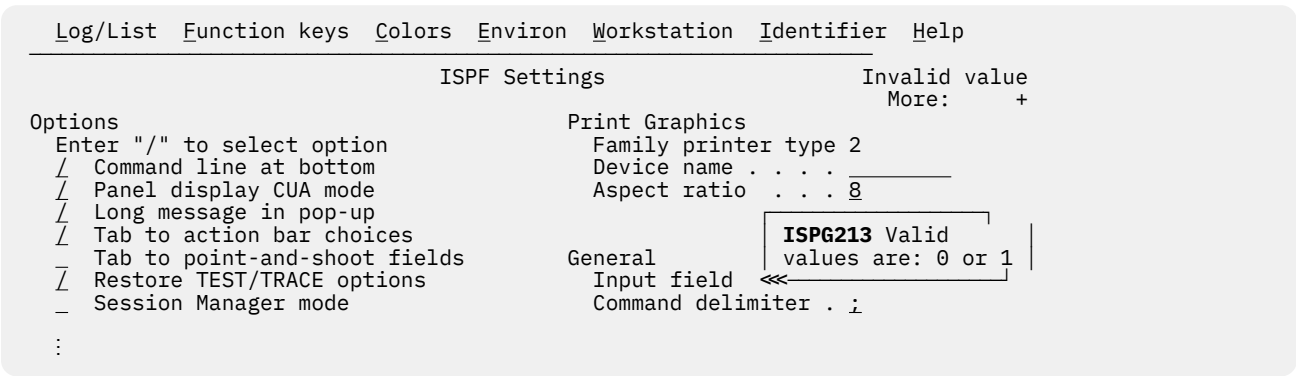 Log/List  Function keys  Colors  Environ  Workstation  Identifier  Help
ISPF Settings                    Invalid value
More:     +
Options                                   Print Graphics
Enter "/" to select option                Family printer type 2
/  Command line at bottom                 Device name . . . . ________
/  Panel display CUA mode                 Aspect ratio  . . . 8
/  Long message in pop-up
/  Tab to action bar choices              ISPG213 Valid
_  Tab to point-and-shoot fields        General        values are: 0 or 1
/  Restore TEST/TRACE options             Input field  <<<
_  Session Manager mode                   Command delimiter . ;
⋮